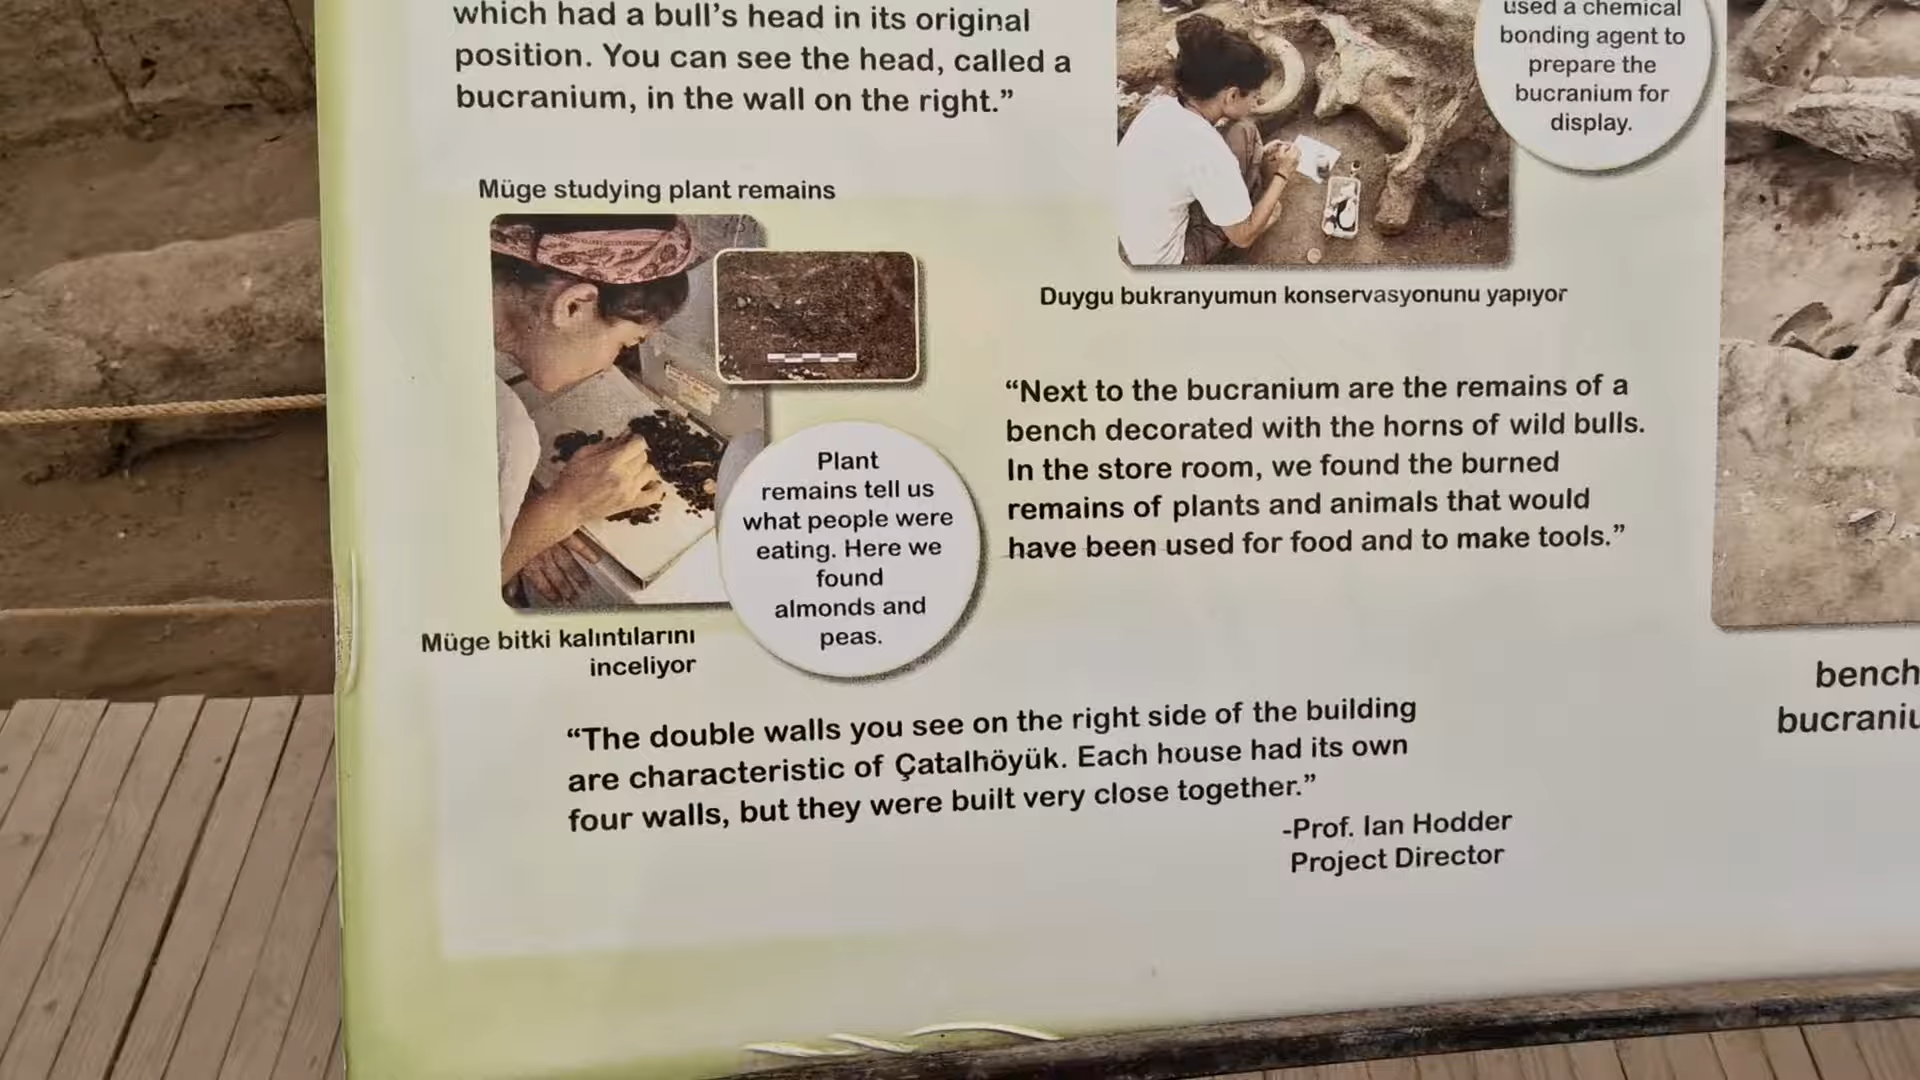 which had a bull’s head in its original
position. You can see the head, called a
bucranium, in the wall on the right.”
used a chemical
bonding agent to
prepare the
bucranium for
display.
Müge studying plant remains
Duygu bukranyumun konservasyonunu yapıyor
“Next to the bucranium are the remains of a
bench decorated with the horns of wild bulls.
In the store room, we found the burned
remains of plants and animals that would
have been used for food and to make tools.”
Plant
remains tell us
what people were
eating. Here we
found
almonds and
peas.
Müge bitki kalıntılarını
inceliyor
“The double walls you see on the right side of the building
are characteristic of Çatalhöyük. Each house had its own
four walls, but they were built very close together.”
-Prof. Ian Hodder
Project Director
bench